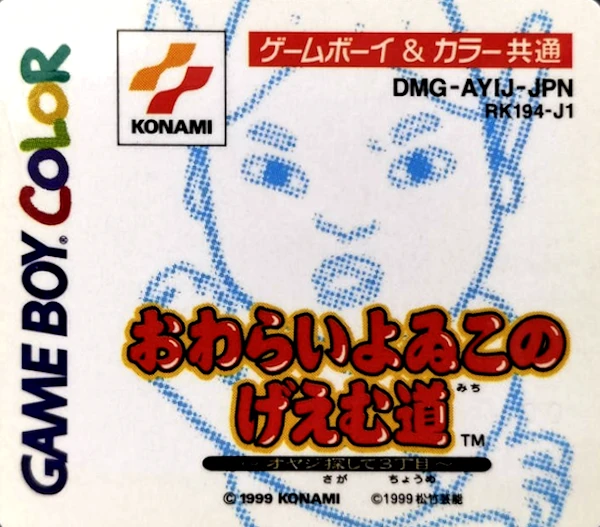 GAME BOY® COLOR
KONAMI
ゲームボーイ & カラー共通
DMG-AYIJ-JPN
RK194-J1
おわらいよゐこの
げえむ道 ™
みち
～オヤジ探して3丁目～
さが ちょうめ
©1999 KONAMI ©1999 松竹芸能